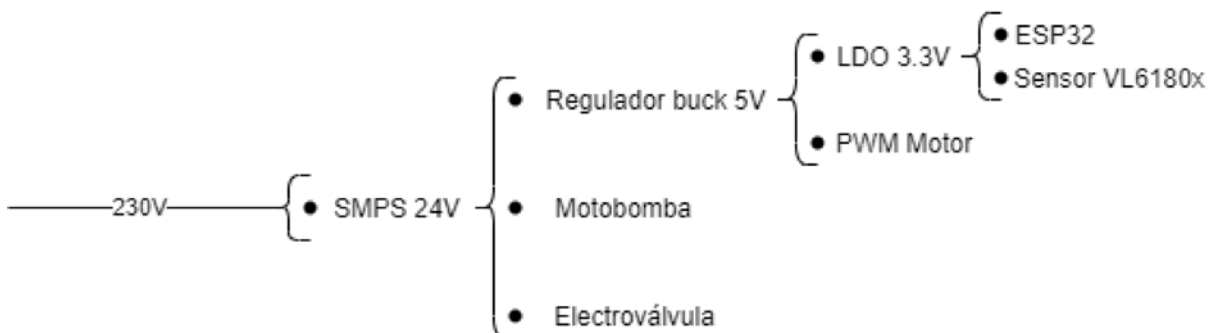 230V
SMPS 24V
Regulador buck 5V
LDO 3.3V
ESP32
Sensor VL6180x
PWM Motor
Motobomba
Electroválvula